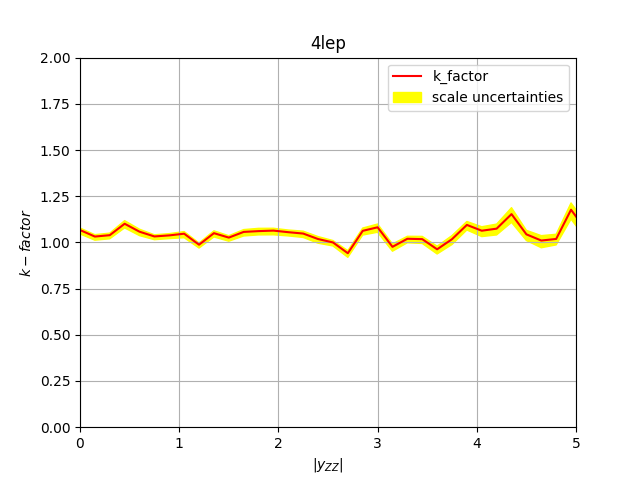 4lep
k_factor
scale uncertainties
2.00
1.75
1.50
1.25
1.00
0.75
0.50
0.25
0.00
k − factor
0 1 2 3 4 5
|yZZ|